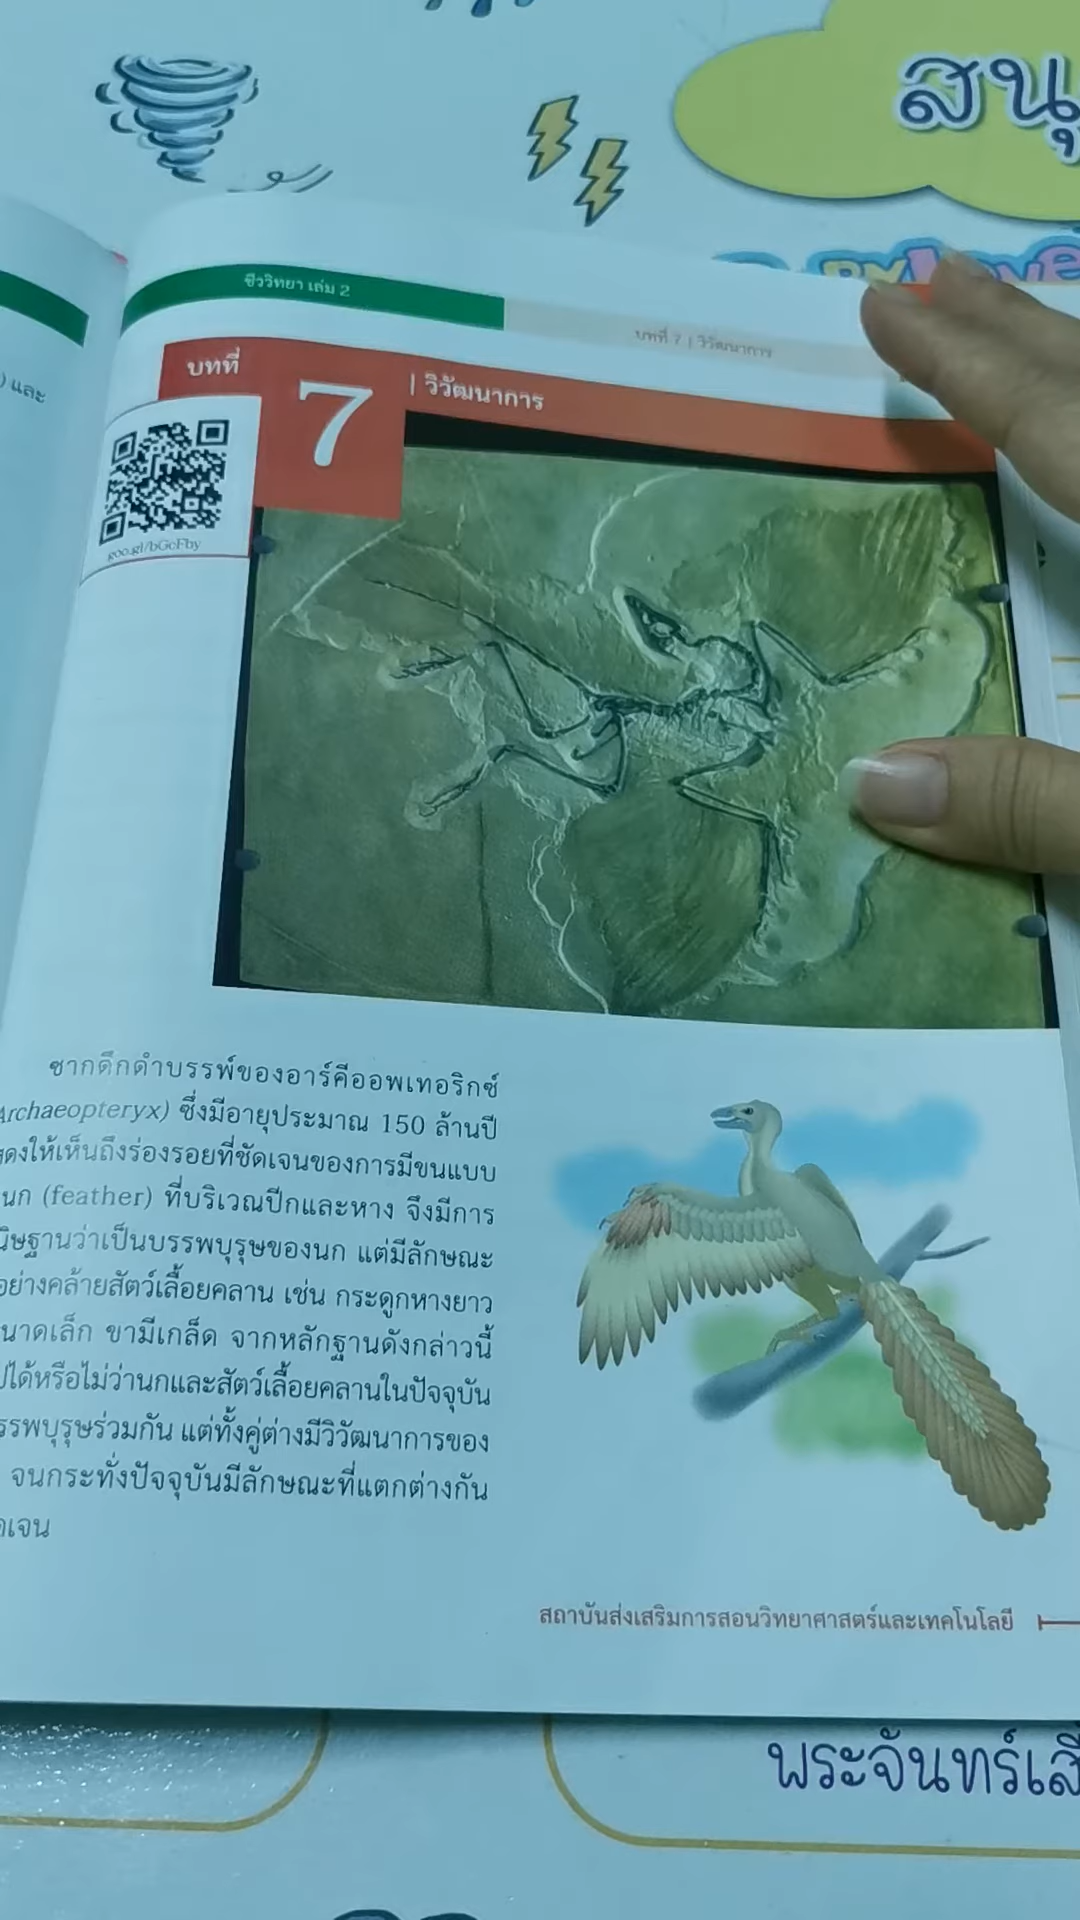 สนุ
ชีววิทยา เล่ม 2
บทที่ 7 | วิวัฒนาการ
) และ
บทที่
7
| วิวัฒนาการ
goo.gl/bGcFby
ซากดึกดำบรรพ์ของอาร์คีออพเทอริกซ์
Archaeopteryx) ซึ่งมีอายุประมาณ 150 ล้านปี
สดงให้เห็นถึงร่องรอยที่ชัดเจนของการมีขนแบบ
นก (feather) ที่บริเวณปีกและหาง จึงมีการ
นิษฐานว่าเป็นบรรพบุรุษของนก แต่มีลักษณะ
อย่างคล้ายสัตว์เลื้อยคลาน เช่น กระดูกหางยาว
นาดเล็ก ขามีเกล็ด จากหลักฐานดังกล่าวนี้
ปได้หรือไม่ว่านกและสัตว์เลื้อยคลานในปัจจุบัน
รรพบุรุษร่วมกัน แต่ทั้งคู่ต่างมีวิวัฒนาการของ
จนกระทั่งปัจจุบันมีลักษณะที่แตกต่างกัน
ดเจน
สถาบันส่งเสริมการสอนวิทยาศาสตร์และเทคโนโลยี
พระจันทร์เสี